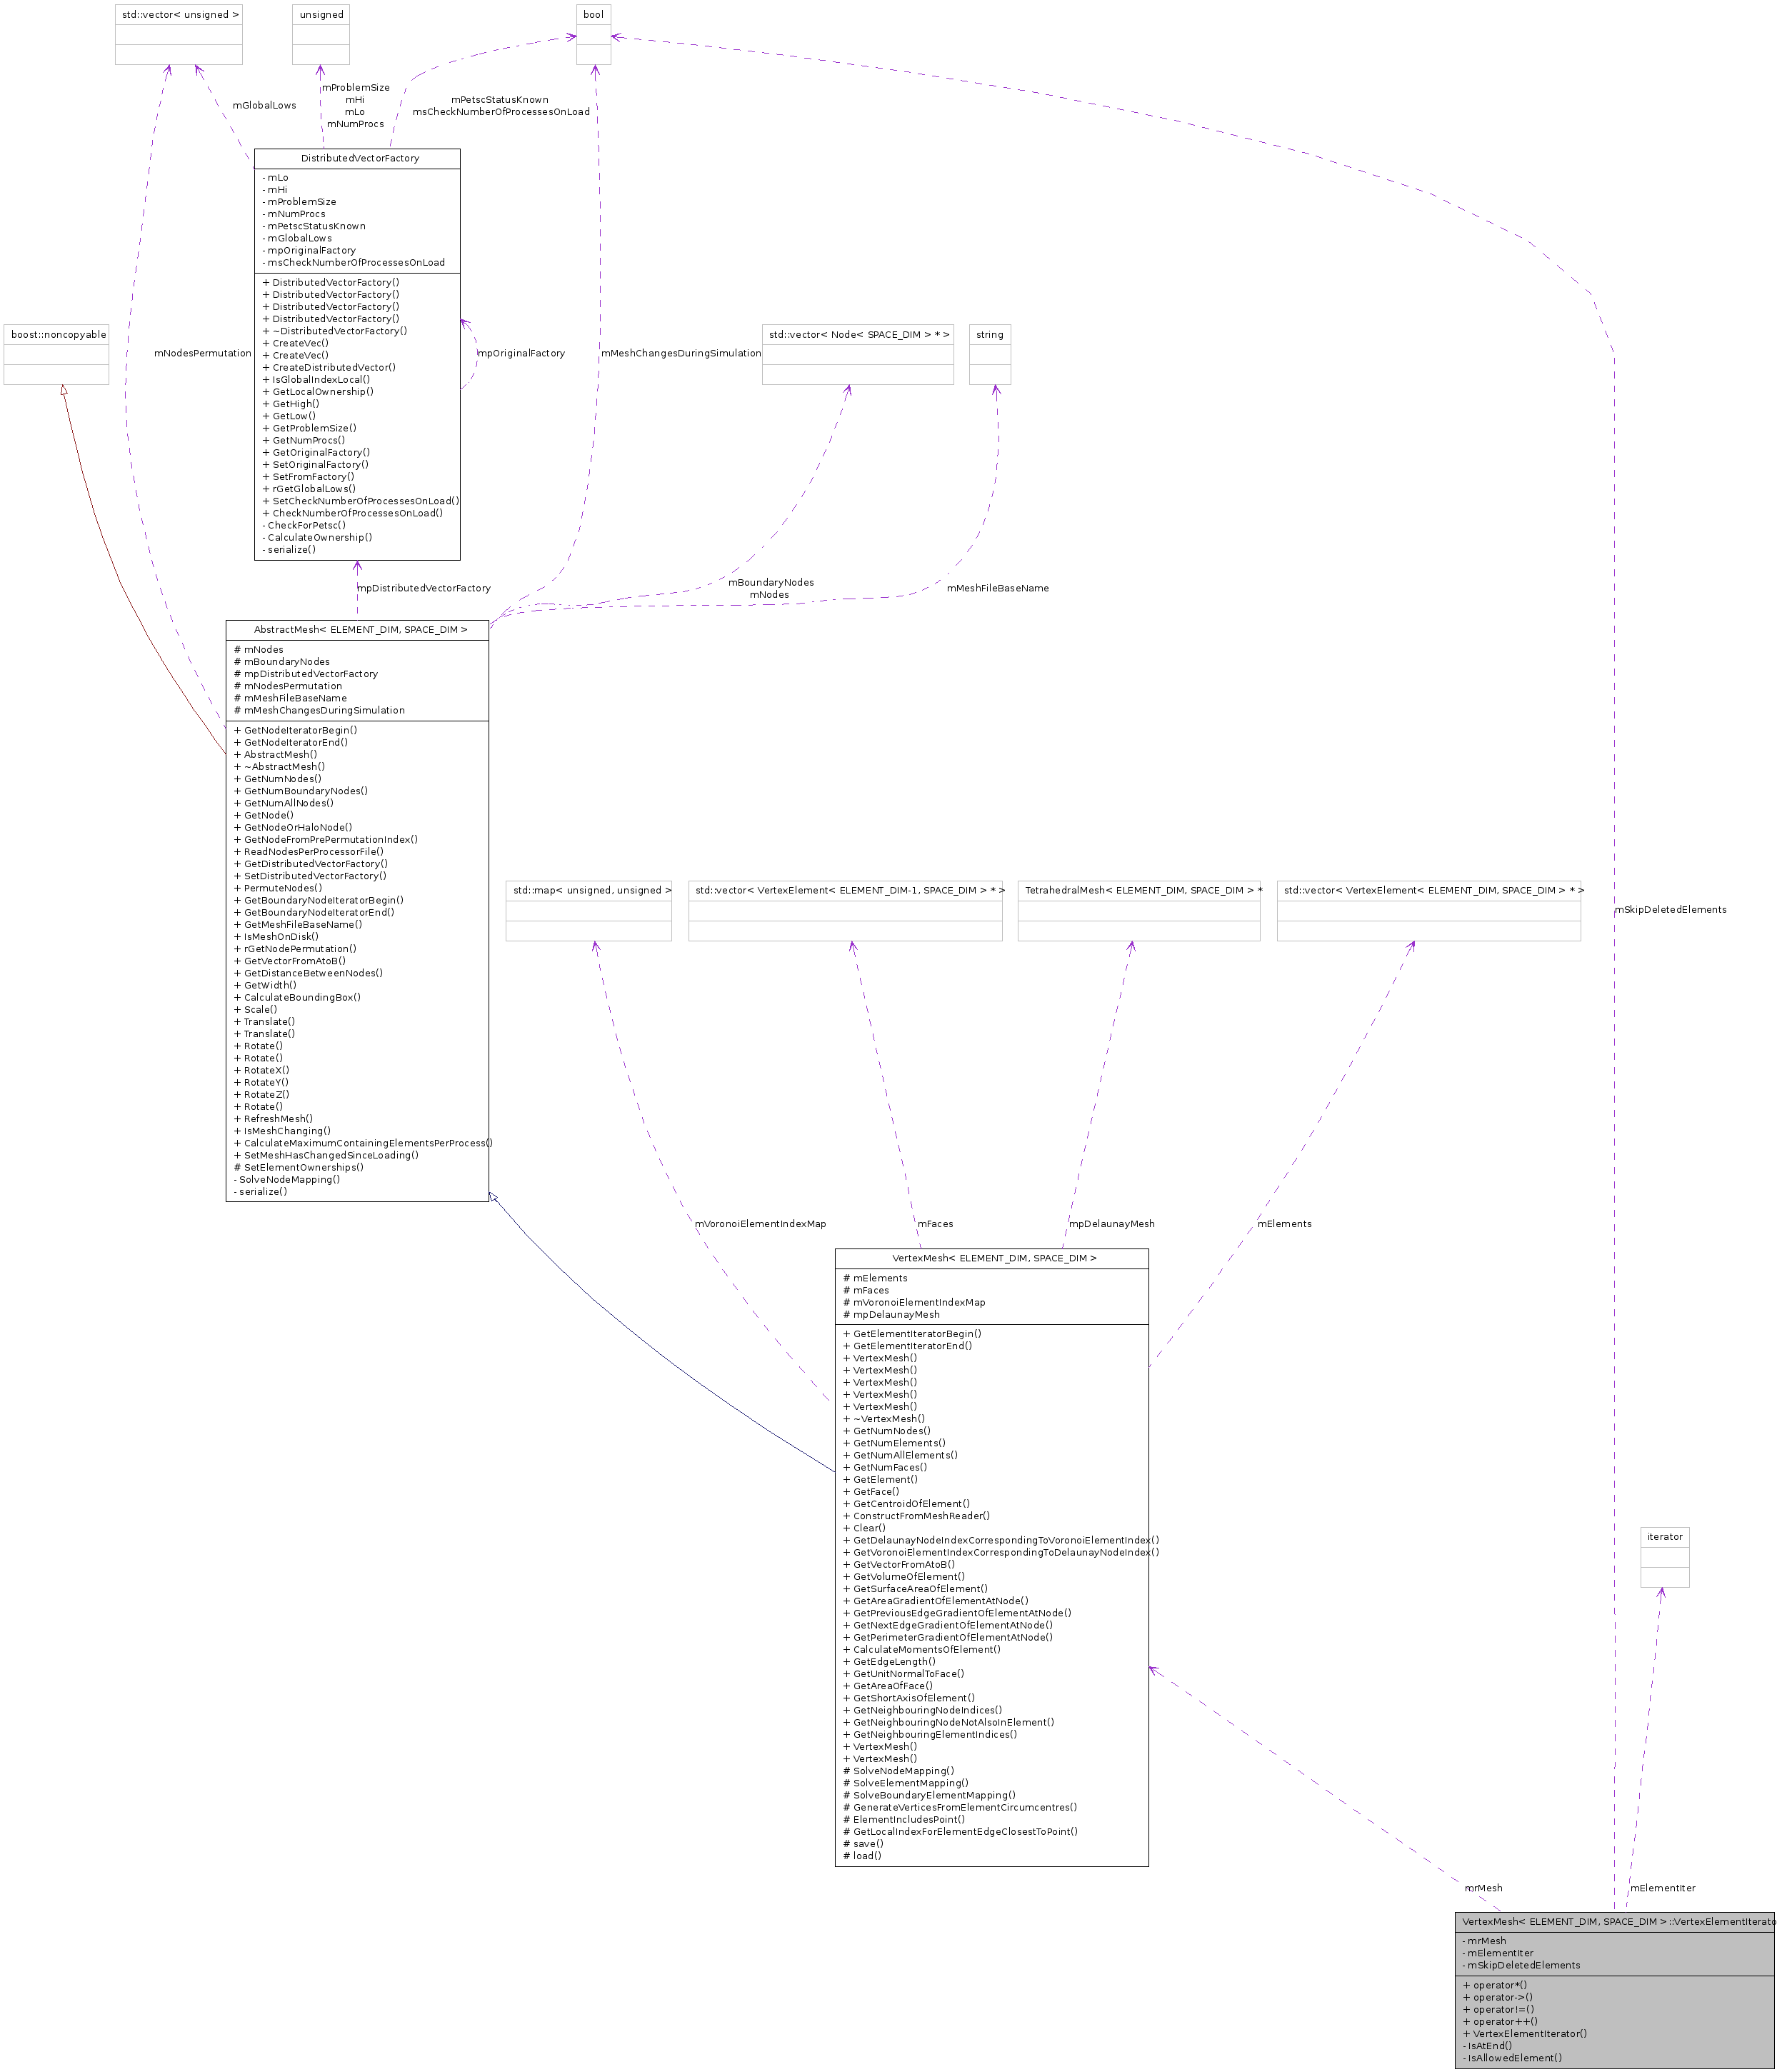 std::vector< unsigned >
unsigned
bool
mGlobalLows
mProblemSize
mHi
mLo
mNumProcs
mPetscStatusKnown
msCheckNumberOfProcessesOnLoad
DistributedVectorFactory
- mLo
- mHi
- mProblemSize
- mNumProcs
- mPetscStatusKnown
- mGlobalLows
- mpOriginalFactory
- msCheckNumberOfProcessesOnLoad
+ DistributedVectorFactory()
+ DistributedVectorFactory()
+ DistributedVectorFactory()
+ DistributedVectorFactory()
+ ~DistributedVectorFactory()
+ CreateVec()
+ CreateVec()
+ CreateDistributedVector()
+ IsGlobalIndexLocal()
+ GetLocalOwnership()
+ GetHigh()
+ GetLow()
+ GetProblemSize()
+ GetNumProcs()
+ GetOriginalFactory()
+ SetOriginalFactory()
+ SetFromFactory()
+ rGetGlobalLows()
+ SetCheckNumberOfProcessesOnLoad()
+ CheckNumberOfProcessesOnLoad()
- CheckForPetsc()
- CalculateOwnership()
- serialize()
boost::noncopyable
mNodesPermutation
mpOriginalFactory
mMeshChangesDuringSimulation
std::vector< Node< SPACE_DIM > * >
string
mpDistributedVectorFactory
mBoundaryNodes
mNodes
mMeshFileBaseName
AbstractMesh< ELEMENT_DIM, SPACE_DIM >
# mNodes
# mBoundaryNodes
# mpDistributedVectorFactory
# mNodesPermutation
# mMeshFileBaseName
# mMeshChangesDuringSimulation
+ GetNodeIteratorBegin()
+ GetNodeIteratorEnd()
+ AbstractMesh()
+ ~AbstractMesh()
+ GetNumNodes()
+ GetNumBoundaryNodes()
+ GetNumAllNodes()
+ GetNode()
+ GetNodeOrHaloNode()
+ GetNodeFromPrePermutationIndex()
+ ReadNodesPerProcessorFile()
+ GetDistributedVectorFactory()
+ SetDistributedVectorFactory()
+ PermuteNodes()
+ GetBoundaryNodeIteratorBegin()
+ GetBoundaryNodeIteratorEnd()
+ GetMeshFileBaseName()
+ IsMeshOnDisk()
+ rGetNodePermutation()
+ GetVectorFromAtoB()
+ GetDistanceBetweenNodes()
+ GetWidth()
+ CalculateBoundingBox()
+ Scale()
+ Translate()
+ Translate()
+ Rotate()
+ Rotate()
+ RotateX()
+ RotateY()
+ RotateZ()
+ Rotate()
+ RefreshMesh()
+ IsMeshChanging()
+ CalculateMaximumContainingElementsPerProcess()
+ SetMeshHasChangedSinceLoading()
# SetElementOwnerships()
- SolveNodeMapping()
- serialize()
std::map< unsigned, unsigned >
std::vector< VertexElement< ELEMENT_DIM-1, SPACE_DIM > * >
TetrahedralMesh< ELEMENT_DIM, SPACE_DIM > *
std::vector< VertexElement< ELEMENT_DIM, SPACE_DIM > * >
mSkipDeletedElements
mVoronoiElementIndexMap
mFaces
mpDelaunayMesh
mElements
VertexMesh< ELEMENT_DIM, SPACE_DIM >
# mElements
# mFaces
# mVoronoiElementIndexMap
# mpDelaunayMesh
+ GetElementIteratorBegin()
+ GetElementIteratorEnd()
+ VertexMesh()
+ VertexMesh()
+ VertexMesh()
+ VertexMesh()
+ VertexMesh()
+ ~VertexMesh()
+ GetNumNodes()
+ GetNumElements()
+ GetNumAllElements()
+ GetNumFaces()
+ GetElement()
+ GetFace()
+ GetCentroidOfElement()
+ ConstructFromMeshReader()
+ Clear()
+ GetDelaunayNodeIndexCorrespondingToVoronoiElementIndex()
+ GetVoronoiElementIndexCorrespondingToDelaunayNodeIndex()
+ GetVectorFromAtoB()
+ GetVolumeOfElement()
+ GetSurfaceAreaOfElement()
+ GetAreaGradientOfElementAtNode()
+ GetPreviousEdgeGradientOfElementAtNode()
+ GetNextEdgeGradientOfElementAtNode()
+ GetPerimeterGradientOfElementAtNode()
+ CalculateMomentsOfElement()
+ GetEdgeLength()
+ GetUnitNormalToFace()
+ GetAreaOfFace()
+ GetShortAxisOfElement()
+ GetNeighbouringNodeIndices()
+ GetNeighbouringNodeNotAlsoInElement()
+ GetNeighbouringElementIndices()
+ VertexMesh()
+ VertexMesh()
# SolveNodeMapping()
# SolveElementMapping()
# SolveBoundaryElementMapping()
# GenerateVerticesFromElementCircumcentres()
# ElementIncludesPoint()
# GetLocalIndexForElementEdgeClosestToPoint()
# save()
# load()
iterator
mrMesh
mElementIter
VertexMesh< ELEMENT_DIM, SPACE_DIM >::VertexElementIterato
- mrMesh
- mElementIter
- mSkipDeletedElements
+ operator*()
+ operator->()
+ operator!=()
+ operator++()
+ VertexElementIterator()
- IsAtEnd()
- IsAllowedElement()